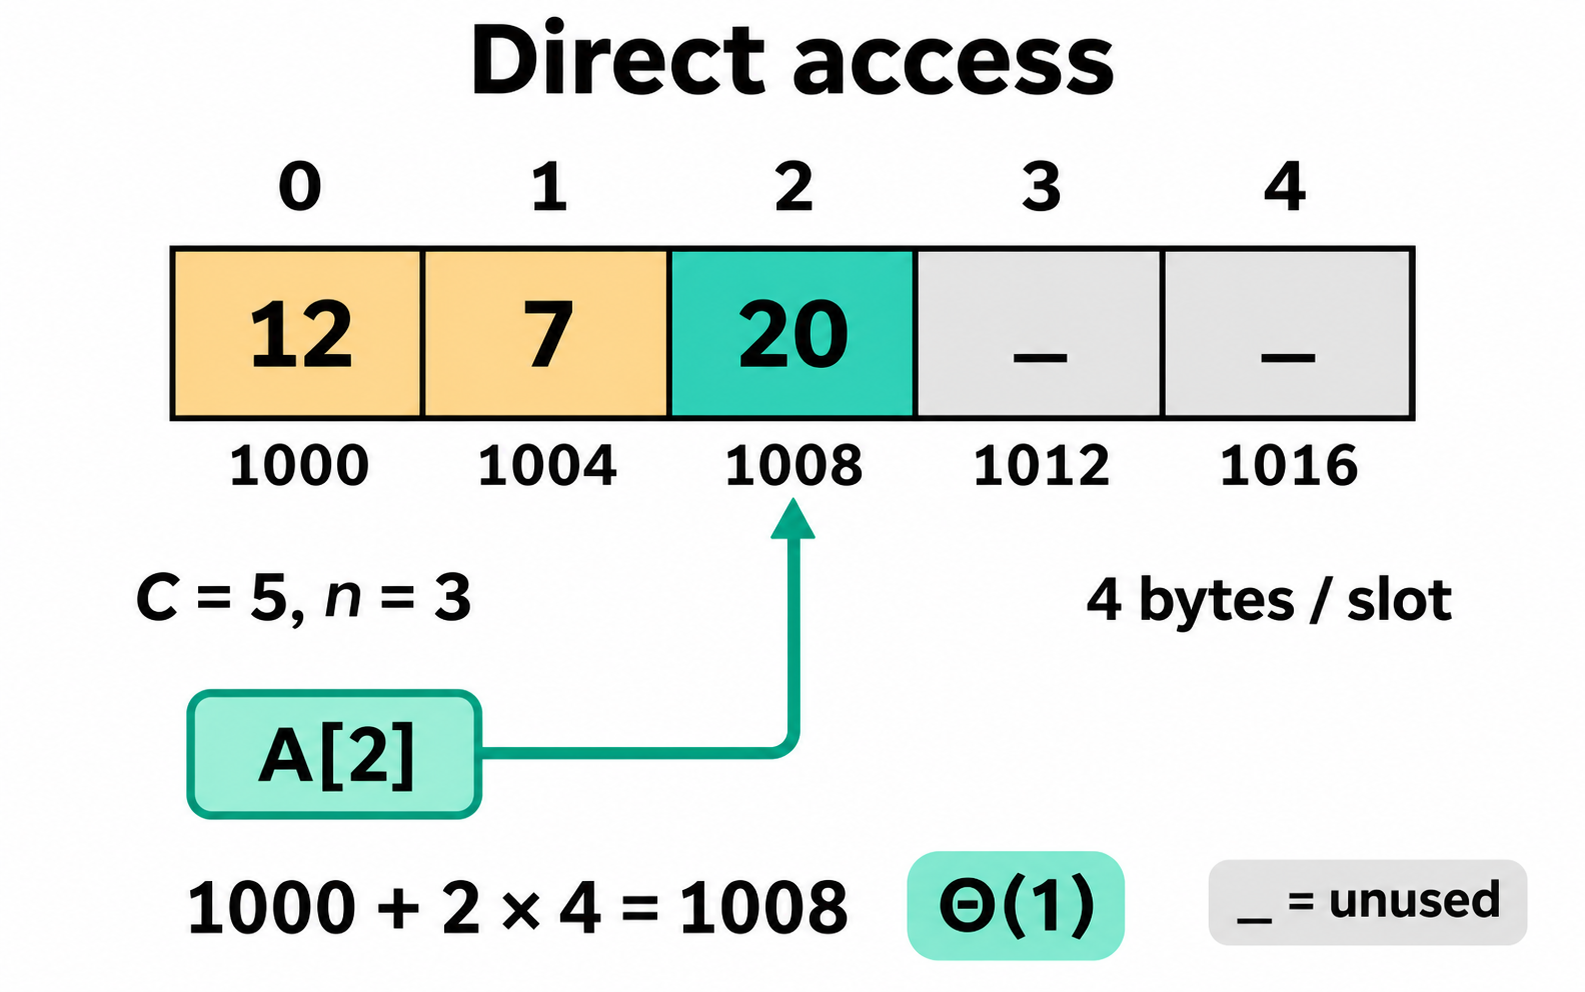 Direct access
0 1 2 3 4
12 7 20 _ _
1000 1004 1008 1012 1016
C = 5, n = 3
4 bytes / slot
A[2]
1000 + 2 × 4 = 1008
Θ(1)
_ = unused